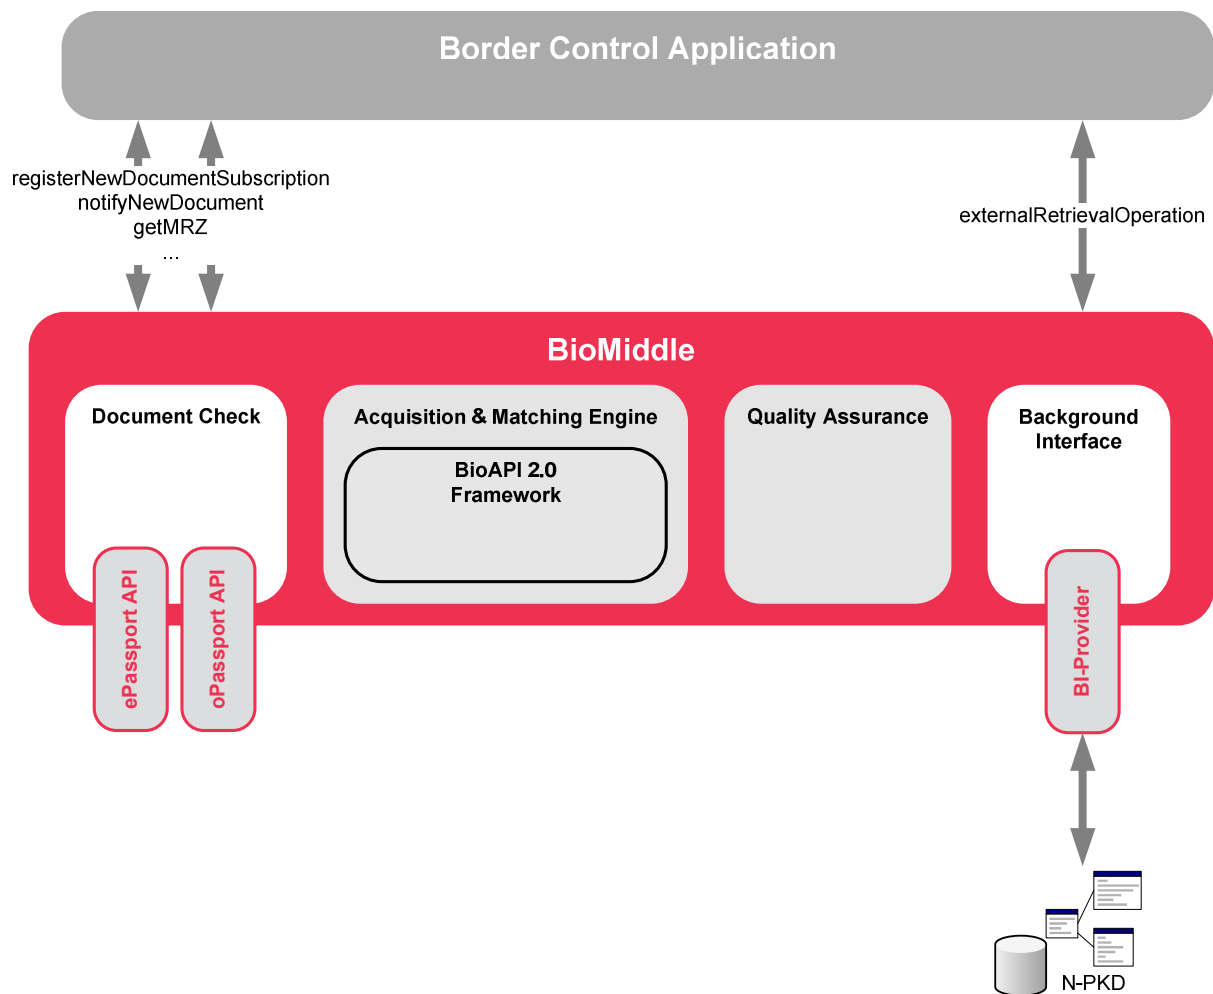 Border Control Application
registerNewDocumentSubscription
notifyNewDocument
getMRZ
...
externalRetrievalOperation
BioMiddle
Document Check
Acquisition & Matching Engine
BioAPI 2.0
Framework
Quality Assurance
Background
Interface
ePassport API
oPassport API
BI-Provider
N-PKD